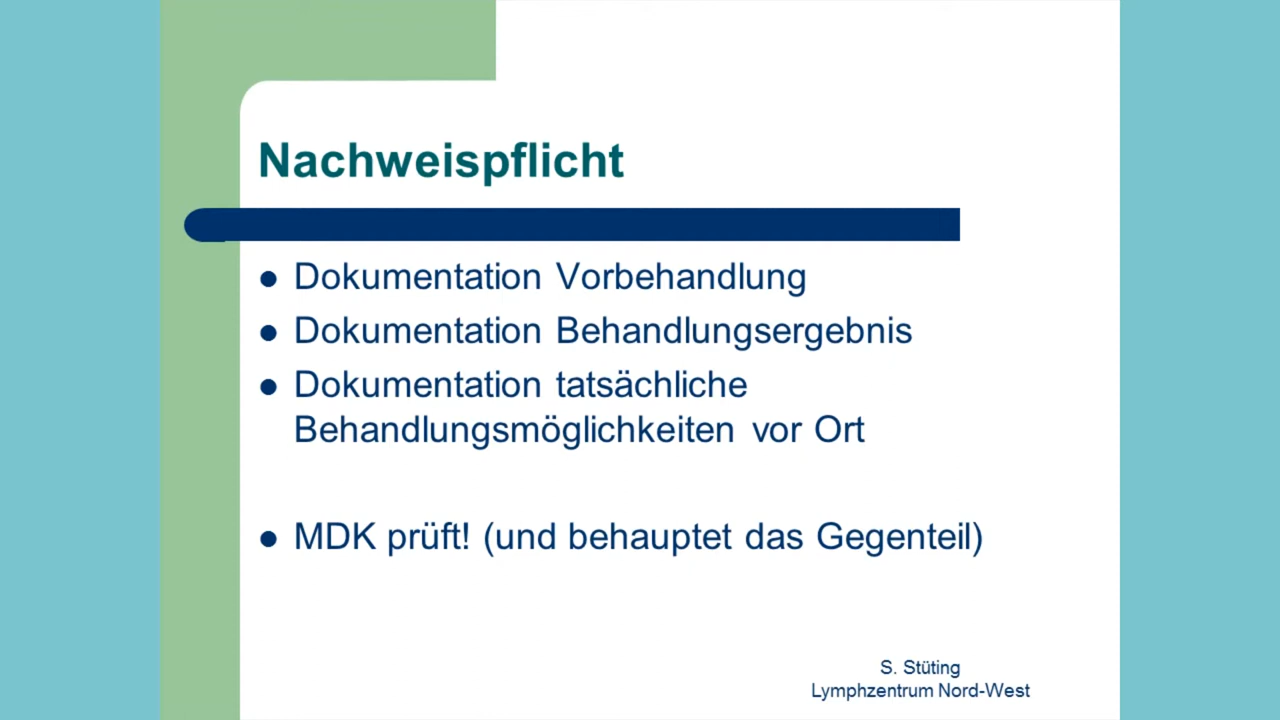 Nachweispflicht
● Dokumentation Vorbehandlung
● Dokumentation Behandlungsergebnis
● Dokumentation tatsächliche
Behandlungsmöglichkeiten vor Ort
● MDK prüft! (und behauptet das Gegenteil)
S. Stüting
Lymphzentrum Nord-West